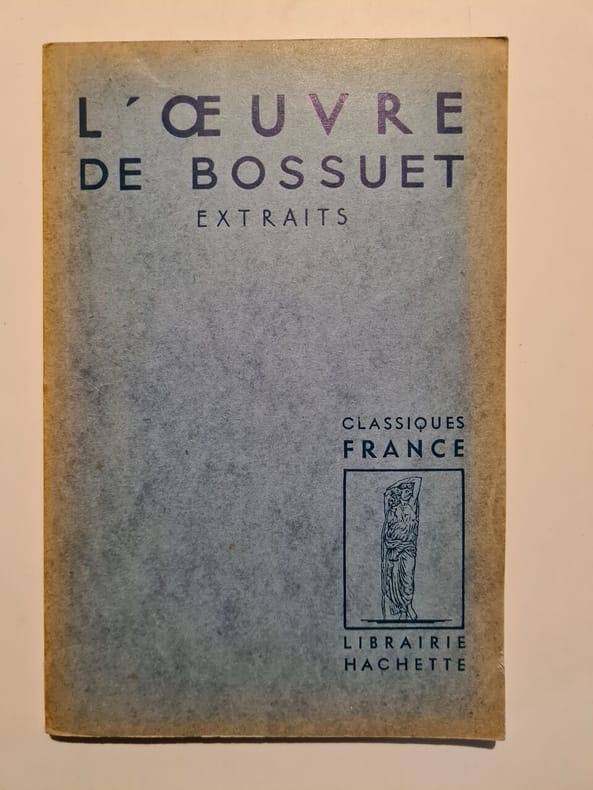 L'ŒUVRE
DE BOSSUET
EXTRAITS
CLASSIQUES
FRANCE
LIBRAIRIE
HACHETTE